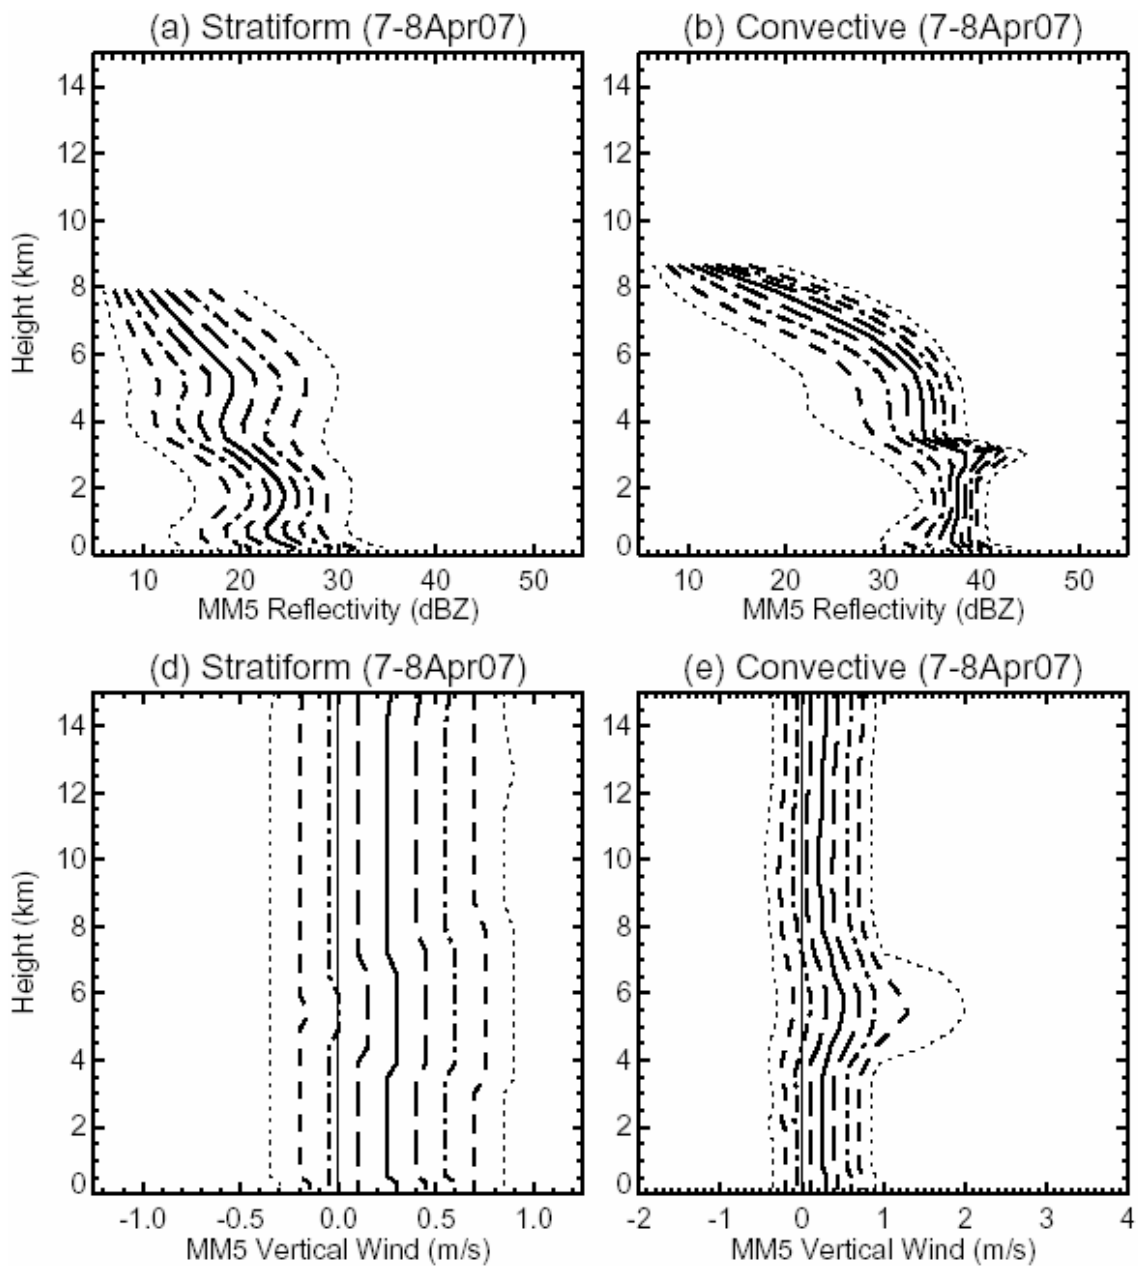 (a) Stratiform (7-8Apr07)
(b) Convective (7-8Apr07)
14
12
10
8
6
4
2
0
Height (km)
10 20 30 40 50
MM5 Reflectivity (dBZ)
14
12
10
8
6
4
2
0
10 20 30 40 50
MM5 Reflectivity (dBZ)
(d) Stratiform (7-8Apr07)
(e) Convective (7-8Apr07)
14
12
10
8
6
4
2
0
Height (km)
-1.0 -0.5 0.0 0.5 1.0
MM5 Vertical Wind (m/s)
14
12
10
8
6
4
2
0
-2 -1 0 1 2 3 4
MM5 Vertical Wind (m/s)